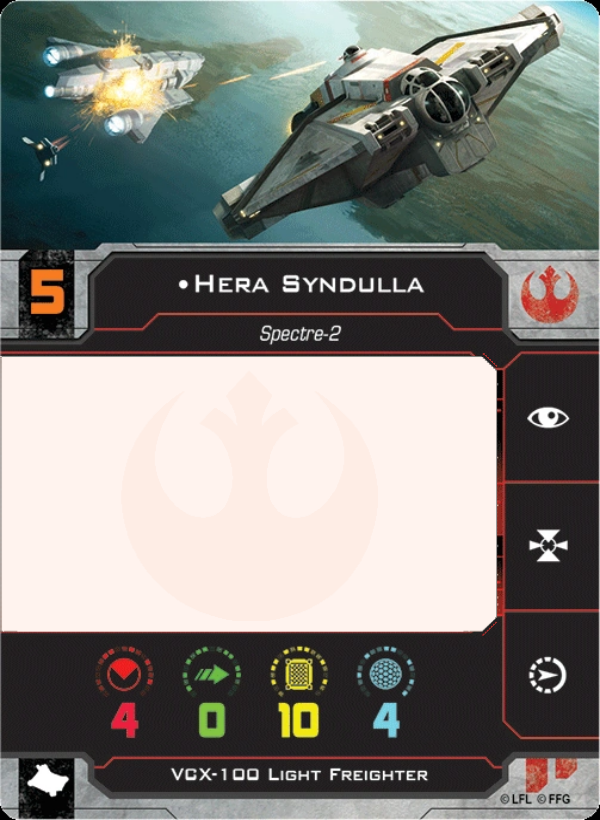 5
•Hera Syndulla
Spectre-2
4 0 10 4
VCX-100 Light Freighter
© LFL © FFG